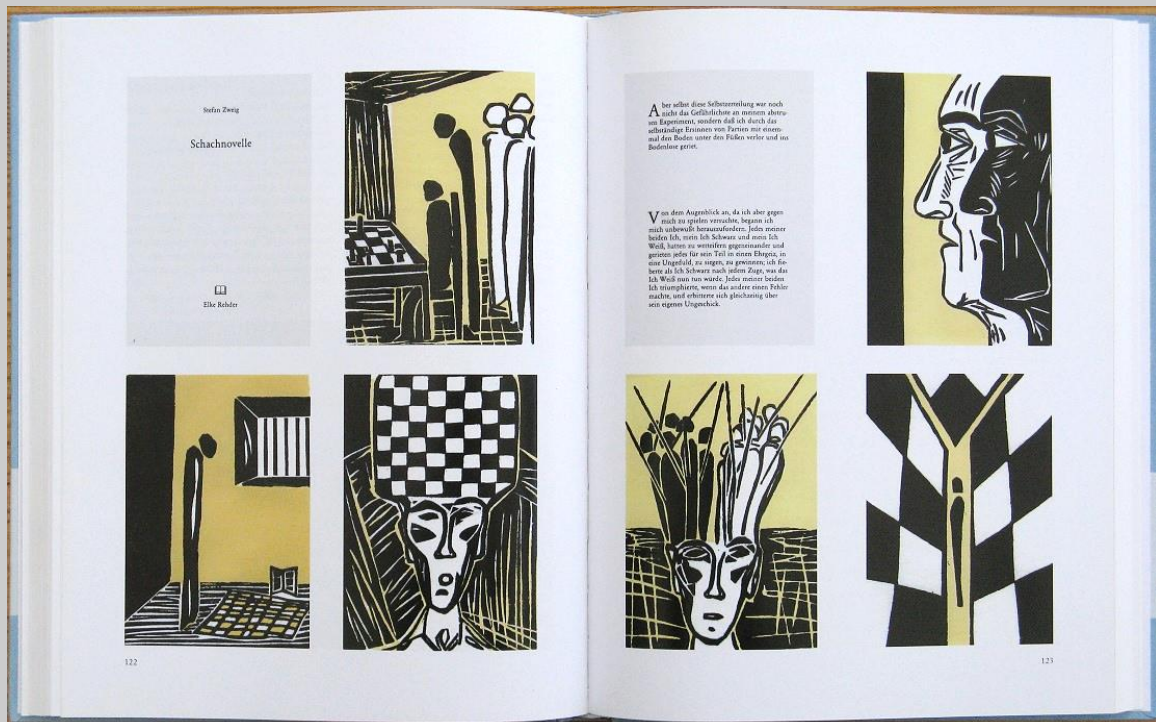 Stefan Zweig
Schachnovelle
Elke Rehder
122
Aber selbst diese Selbstzerteilung war noch
nicht das Gefährlichste an meinem abstru-
sen Experiment, sondern daß ich durch das
selbständige Ersinnen von Partien mit einem-
mal den Boden unter den Füßen verlor und ins
Bodenlose geriet.
Von dem Augenblick an, da ich aber gegen
mich zu spielen versuchte, begann ich
mich unbewußt herauszufordern. Jedes meiner
beiden Ich, mein Ich Schwarz und mein Ich
Weiß, hatten zu wetteifern gegeneinander und
gerieten jedes für sein Teil in einen Ehrgeiz, in
eine Ungeduld, zu siegen, zu gewinnen; ich fie-
berte als Ich Schwarz nach jedem Zuge, was das
Ich Weiß nun tun würde. Jedes meiner beiden
Ich triumphierte, wenn das andere einen Fehler
machte, und erbitterte sich gleichzeitig über
sein eigenes Ungeschick.
123